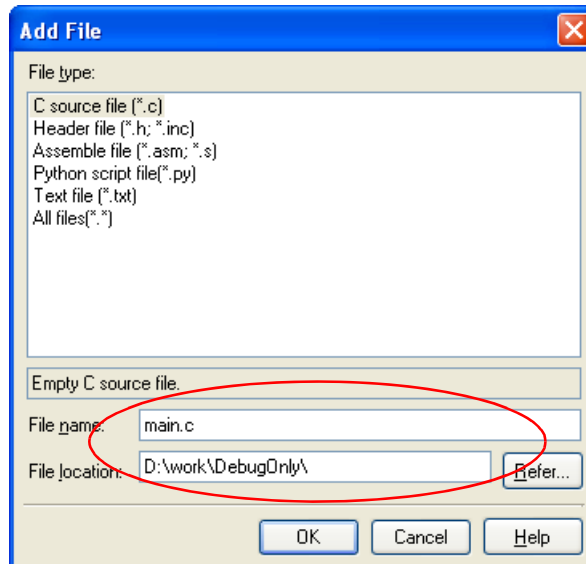 Add File
File type:
C source file (*.c)
Header file (*.h; *.inc)
Assemble file (*.asm; *.s)
Python script file(*.py)
Text file (*.txt)
All files(*.*)
Empty C source file.
File name: main.c
File location: D:\work\DebugOnly\ Refer...
OK Cancel Help